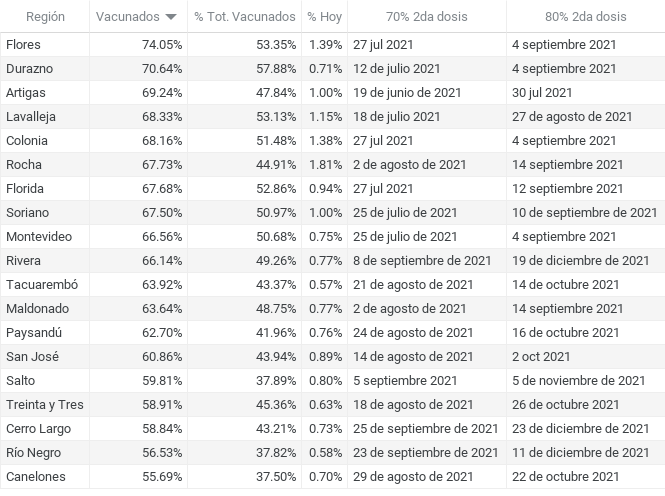 Región Vacunados % Tot. Vacunados % Hoy 70% 2da dosis 80% 2da dosis
Flores 74.05% 53.35% 1.39% 27 jul 2021 4 septiembre 2021
Durazno 70.64% 57.88% 0.71% 12 de julio 2021 4 septiembre 2021
Artigas 69.24% 47.84% 1.00% 19 de junio de 2021 30 jul 2021
Lavalleja 68.33% 53.13% 1.15% 18 de julio 2021 27 de agosto de 2021
Colonia 68.16% 51.48% 1.38% 27 jul 2021 4 septiembre 2021
Rocha 67.73% 44.91% 1.81% 2 de agosto de 2021 14 septiembre 2021
Florida 67.68% 52.86% 0.94% 27 jul 2021 12 septiembre 2021
Soriano 67.50% 50.97% 1.00% 25 de julio de 2021 10 de septiembre de 2021
Montevideo 66.56% 50.68% 0.75% 25 de julio de 2021 4 septiembre 2021
Rivera 66.14% 49.26% 0.77% 8 de septiembre de 2021 19 de diciembre de 2021
Tacuarembó 63.92% 43.37% 0.57% 21 de agosto de 2021 14 de octubre de 2021
Maldonado 63.64% 48.75% 0.77% 2 de agosto de 2021 14 septiembre 2021
Paysandú 62.70% 41.96% 0.76% 24 de agosto de 2021 16 de octubre de 2021
San José 60.86% 43.94% 0.89% 14 de agosto de 2021 2 oct 2021
Salto 59.81% 37.89% 0.80% 5 septiembre 2021 5 de noviembre de 2021
Treinta y Tres 58.91% 45.36% 0.63% 18 de agosto de 2021 26 de octubre de 2021
Cerro Largo 58.84% 43.21% 0.73% 25 de septiembre de 2021 23 de diciembre de 2021
Río Negro 56.53% 37.82% 0.58% 23 de septiembre de 2021 11 de diciembre de 2021
Canelones 55.69% 37.50% 0.70% 29 de agosto de 2021 22 de octubre de 2021